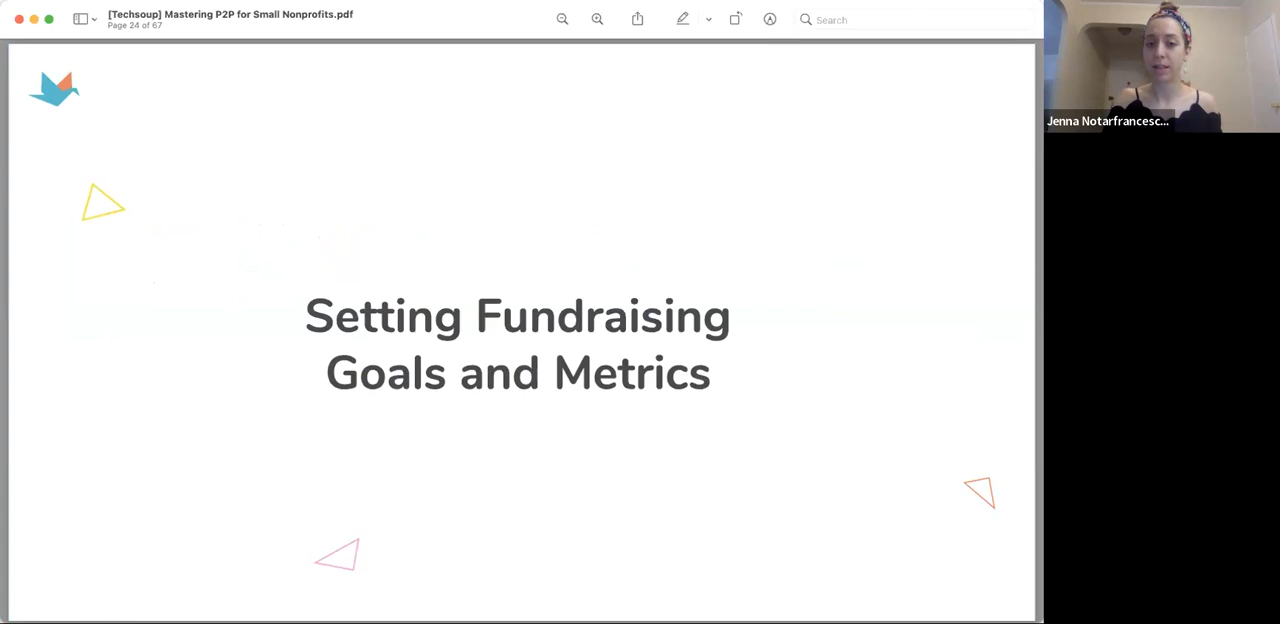 [Techsoup] Mastering P2P for Small Nonprofits.pdf
Page 24 of 67
Search
Jenna Notarfrancesc...
Setting Fundraising
Goals and Metrics